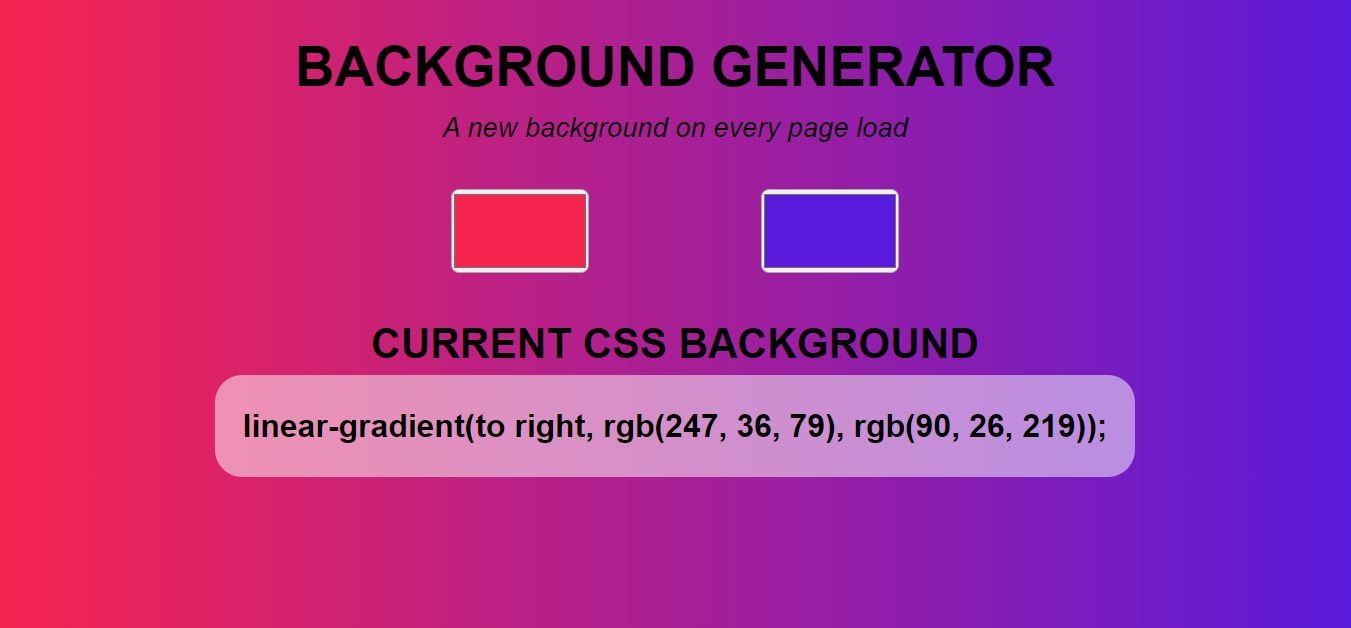 BACKGROUND GENERATOR
A new background on every page load
CURRENT CSS BACKGROUND
linear-gradient(to right, rgb(247, 36, 79), rgb(90, 26, 219));